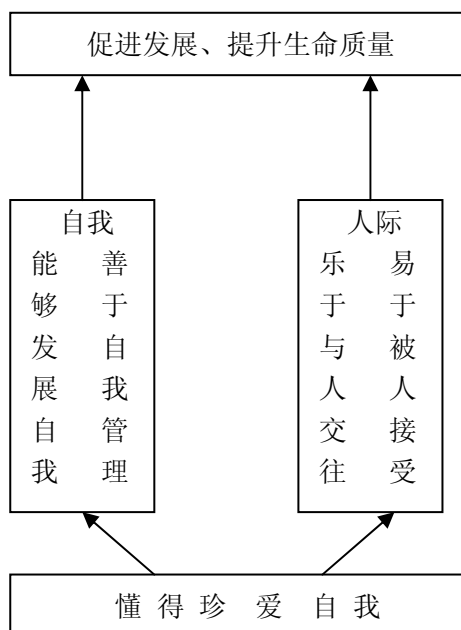 促进发展、提升生命质量
自我
能够发展自我
善于自我管理
人际
乐于与人交往
易于被人接受
懂 得 珍 爱 自 我